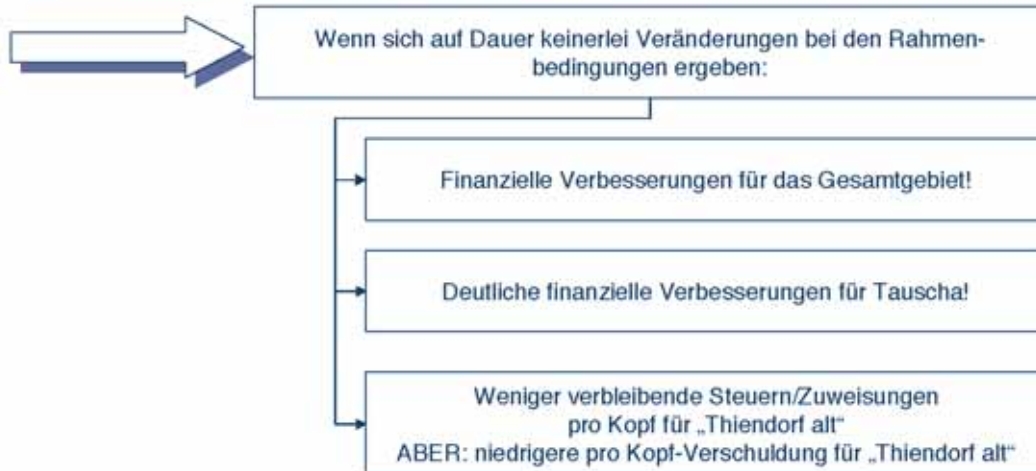 Wenn sich auf Dauer keinerlei Veränderungen bei den Rahmen-
bedingungen ergeben:
Finanzielle Verbesserungen für das Gesamtgebiet!
Deutliche finanzielle Verbesserungen für Tauscha!
Weniger verbleibende Steuern/Zuweisungen
pro Kopf für „Thiendorf alt“
ABER: niedrigere pro Kopf-Verschuldung für „Thiendorf alt“